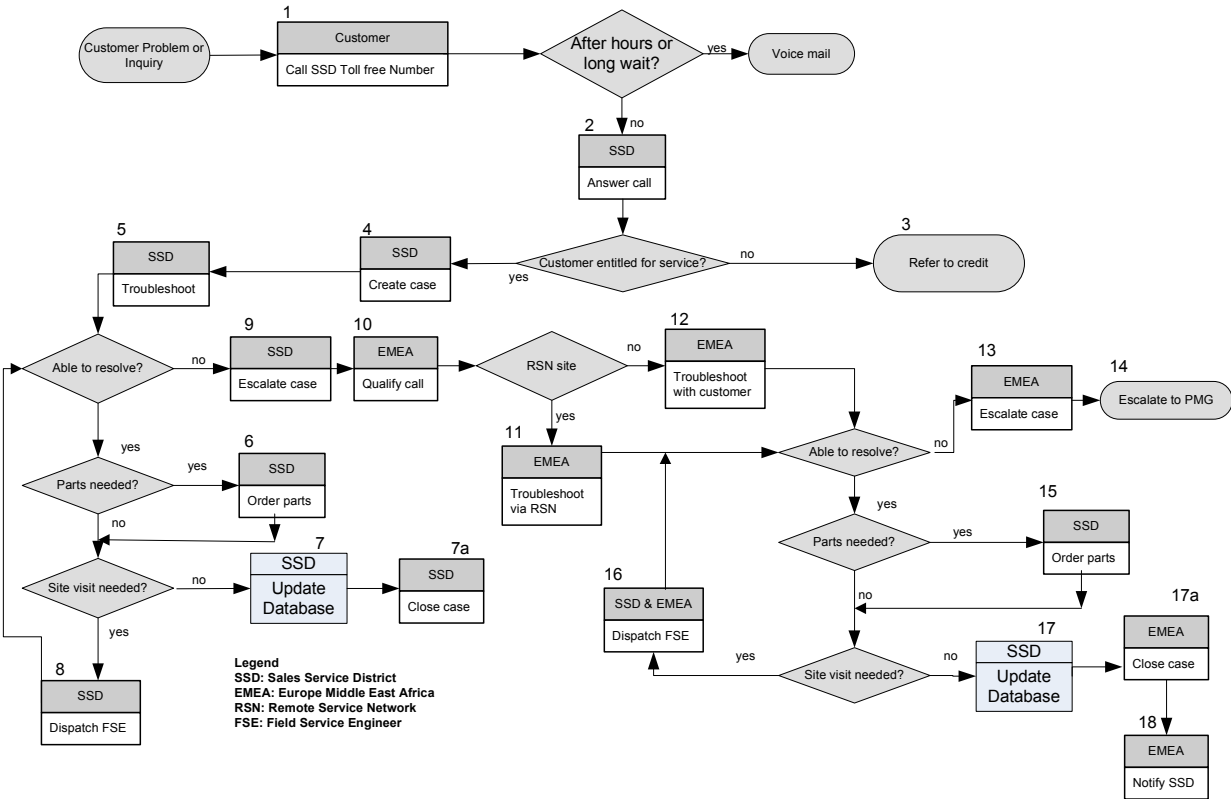 1
Customer Problem or
Inquiry
Customer
Call SSD Toll free Number
After hours or
long wait?
yes
Voice mail
no
2
SSD
Answer call
Customer entitled for service?
no
3
Refer to credit
yes
4
SSD
Create case
5
SSD
Troubleshoot
Able to resolve?
no
9
SSD
Escalate case
10
EMEA
Qualify call
RSN site
no
12
EMEA
Troubleshoot
with customer
yes
11
EMEA
Troubleshoot
via RSN
Able to resolve?
no
13
EMEA
Escalate case
14
Escalate to PMG
yes
Parts needed?
yes
6
SSD
Order parts
no
Site visit needed?
no
7
SSD
Update
Database
7a
SSD
Close case
yes
8
SSD
Dispatch FSE
yes
Parts needed?
yes
15
SSD
Order parts
no
16
SSD & EMEA
Dispatch FSE
yes
Site visit needed?
no
17
SSD
Update
Database
17a
EMEA
Close case
18
EMEA
Notify SSD
Legend
SSD: Sales Service District
EMEA: Europe Middle East Africa
RSN: Remote Service Network
FSE: Field Service Engineer